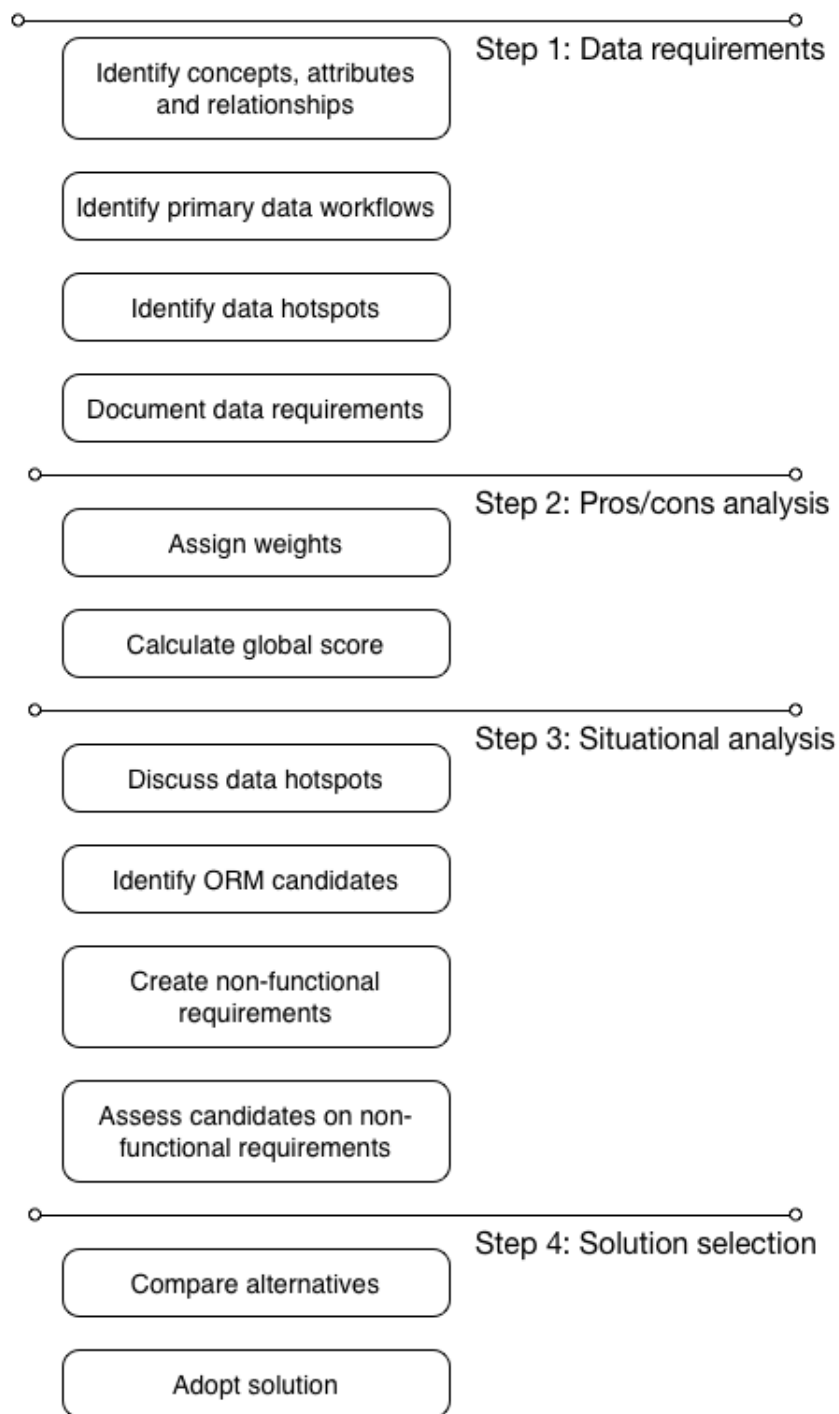 Step 1: Data requirements
Identify concepts, attributes
and relationships
Identify primary data workflows
Identify data hotspots
Document data requirements
Step 2: Pros/cons analysis
Assign weights
Calculate global score
Step 3: Situational analysis
Discuss data hotspots
Identify ORM candidates
Create non-functional
requirements
Assess candidates on non-
functional requirements
Step 4: Solution selection
Compare alternatives
Adopt solution